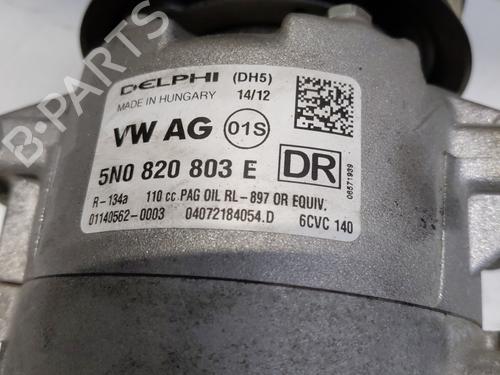 DELPHI (DH5)
MADE IN HUNGARY 14/12
VW AG 01S
5N0 820 803 E DR
R-134a 110 cc PAG OIL RL-897 OR EQUIV.
01140562-0003 04072184054.D 6CVC 140
06571939
B-PARTS